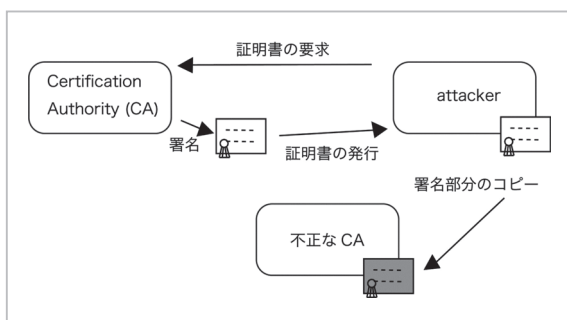 証明書の要求
Certification
Authority (CA)
attacker
署名
証明書の発行
署名部分のコピー
不正な CA